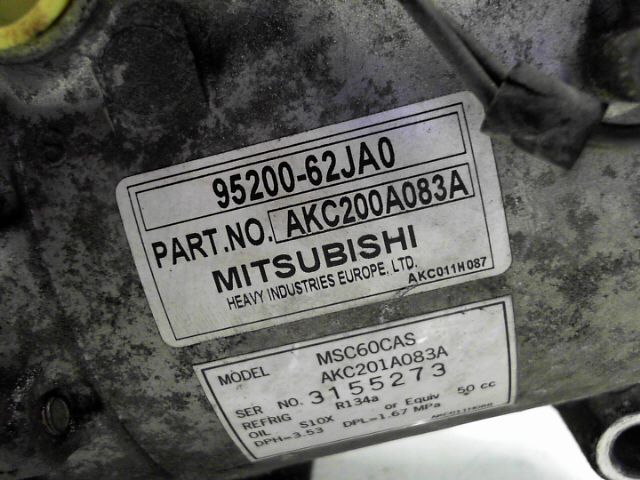 95200-62JA0
PART.NO. AKC200A083A
MITSUBISHI
HEAVY INDUSTRIES EUROPE, LTD.
AKC011H087
MODEL MSC60CAS
AKC201A083A
SER NO. 3155273
REFRIG R134a
OIL S10X or Equiv 50 cc
DPH=3.53 DPL=1.67 MPa